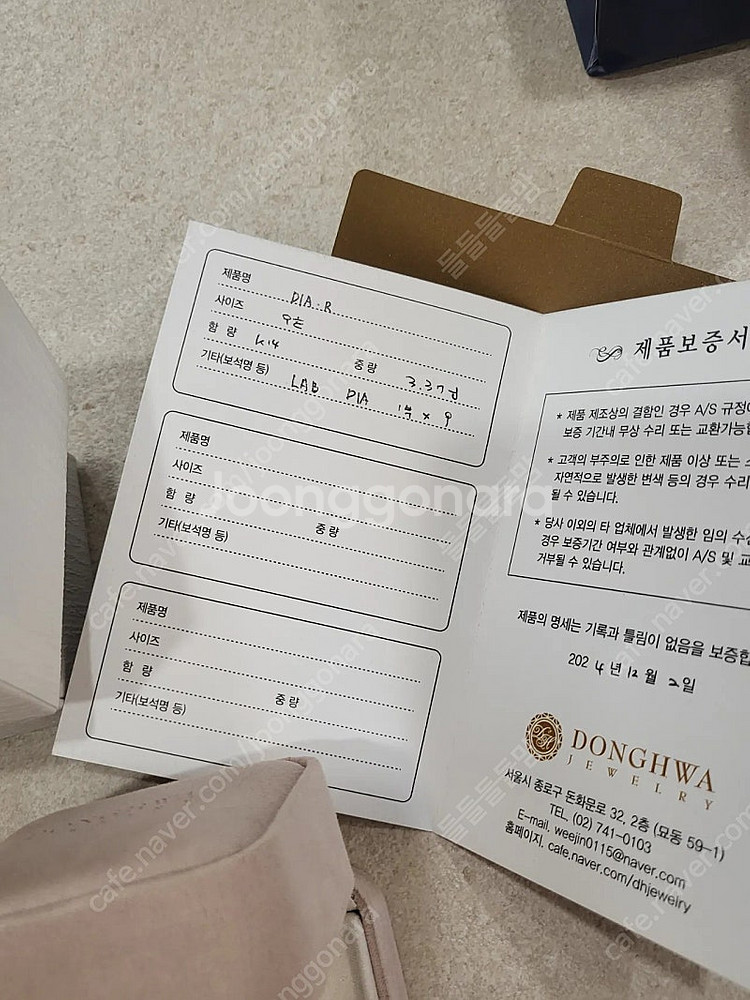 제품명 DIA. R
사이즈 9호
함 량 K14 중량 3.37g
기타(보석명 등) LAB DIA 1부 x 9
제품명
사이즈
함 량 중량
기타(보석명 등)
제품명
사이즈
함 량 중량
기타(보석명 등)
제품보증서
* 제품 제조상의 결함인 경우 A/S 규정에
보증 기간내 무상 수리 또는 교환가능합
* 고객의 부주의로 인한 제품 이상 또는
자연적으로 발생한 변색 등의 경우 수리
될 수 있습니다.
* 당사 이외의 타 업체에서 발생한 임의 수
경우 보증기간 여부와 관계없이 A/S 및 교
거부될 수 있습니다.
제품의 명세는 기록과 틀림이 없음을 보증합
2024년 12월 2일
DONGHWA
JEWELRY
서울시 종로구 돈화문로 32, 2층 (묘동 59-1)
TEL. (02) 741-0103
E-mail. weejin0115@naver.com
홈페이지. cafe.naver.com/dhjewelry
Joonggonara
cafe.naver.com/joonggonara